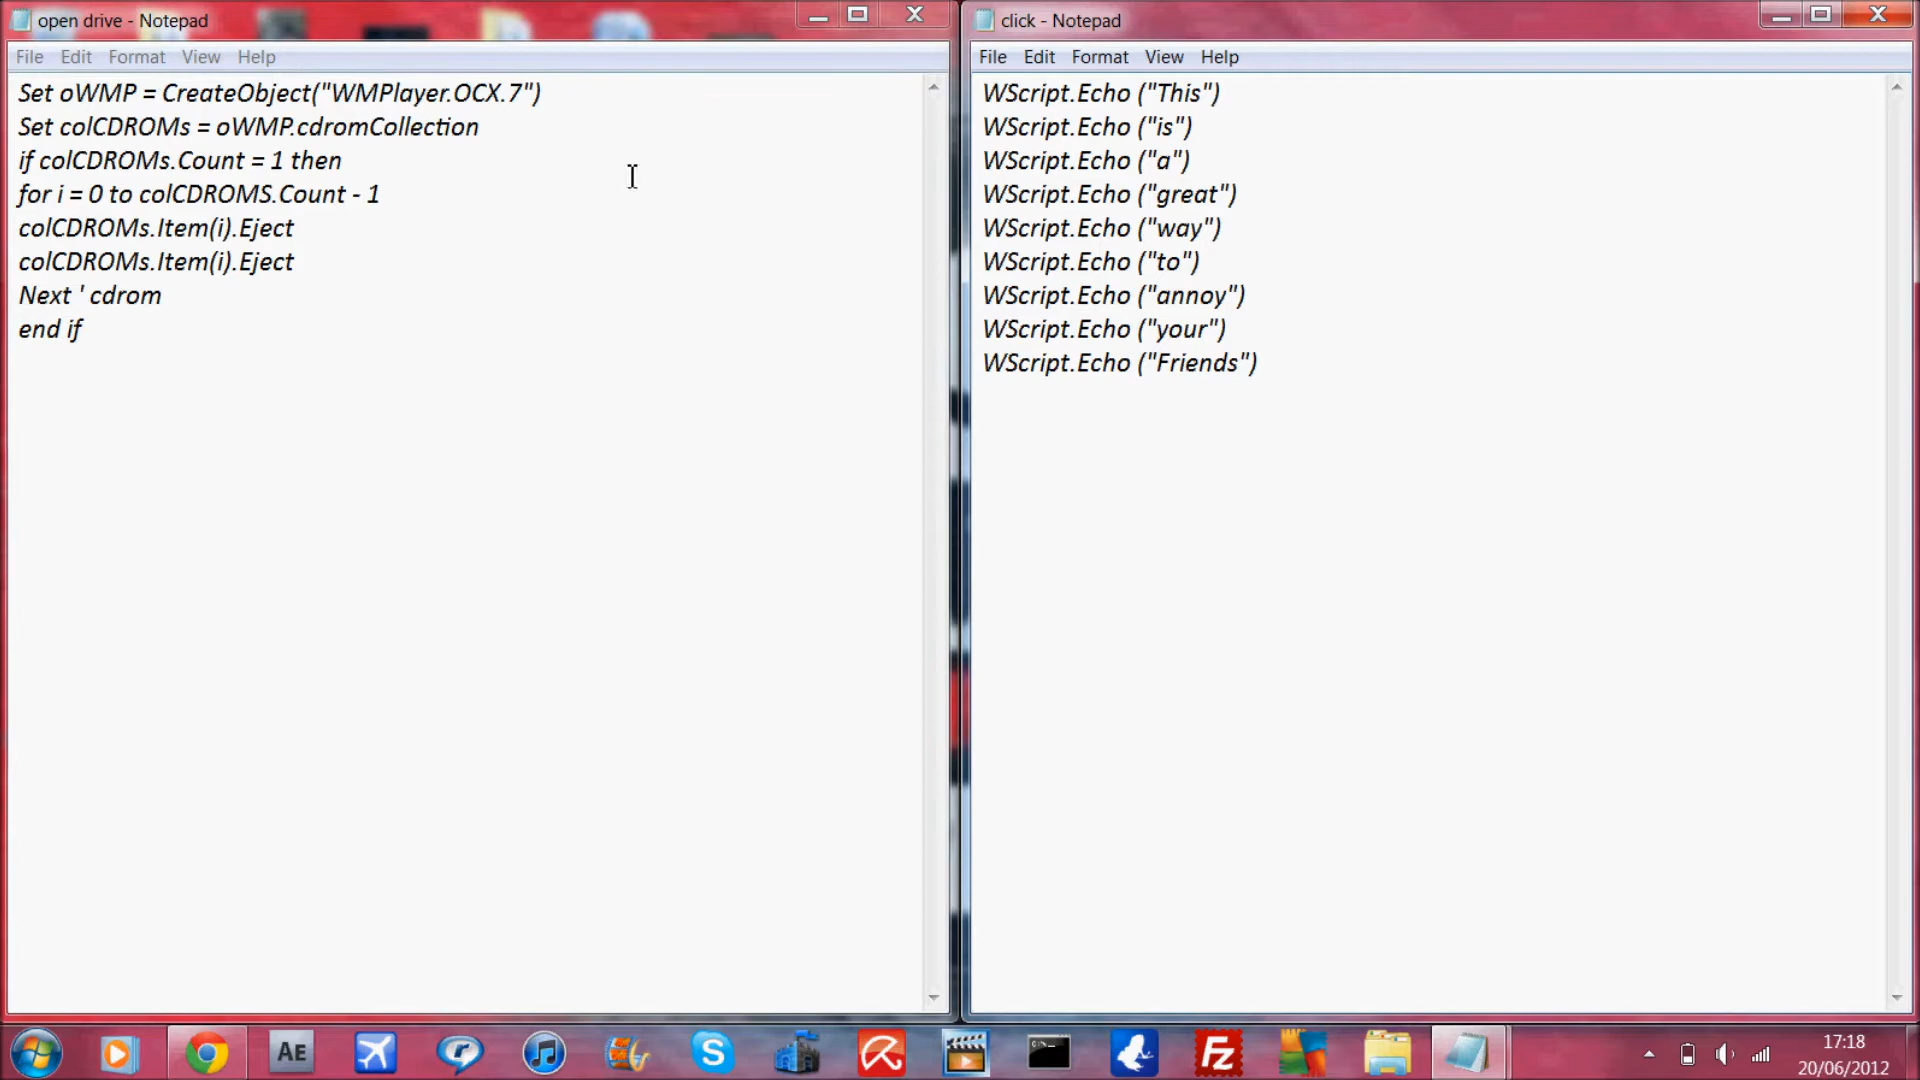 open drive - Notepad
File Edit Format View Help
Set oWMP = CreateObject("WMPlayer.OCX.7")
Set colCDROMs = oWMP.cdromCollection
if colCDROMs.Count = 1 then
for i = 0 to colCDROMS.Count - 1
colCDROMs.Item(i).Eject
colCDROMs.Item(i).Eject
Next ' cdrom
end if
click - Notepad
File Edit Format View Help
WScript.Echo ("This")
WScript.Echo ("is")
WScript.Echo ("a")
WScript.Echo ("great")
WScript.Echo ("way")
WScript.Echo ("to")
WScript.Echo ("annoy")
WScript.Echo ("your")
WScript.Echo ("Friends")
AE
S
FZ
17:18
20/06/2012